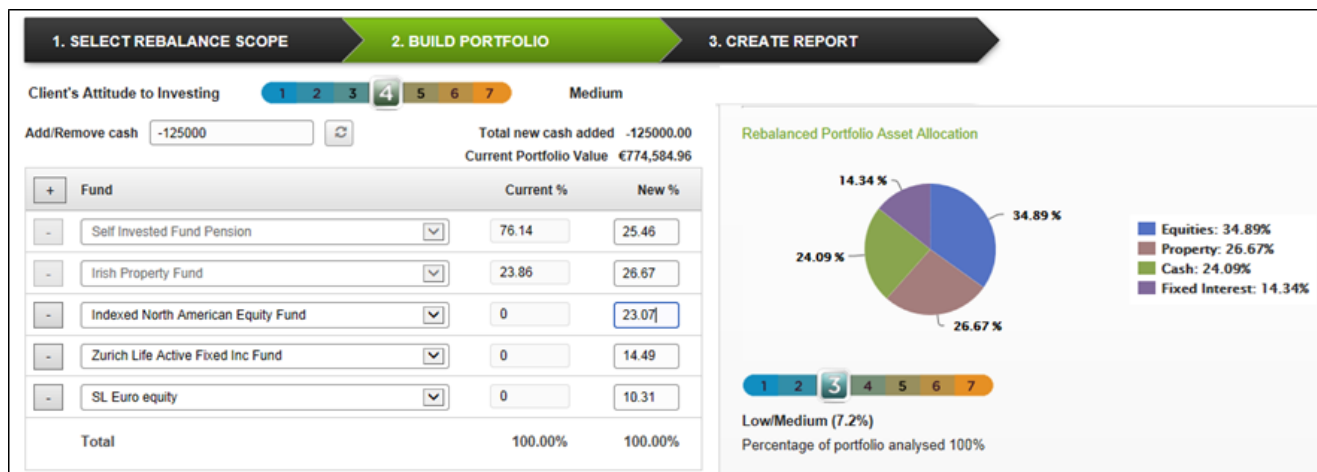 1. SELECT REBALANCE SCOPE
2. BUILD PORTFOLIO
3. CREATE REPORT
Client's Attitude to Investing 1 2 3 4 5 6 7 Medium
Add/Remove cash -125000 Total new cash added -125000.00
Current Portfolio Value €774,584.96
+ Fund Current % New %
- Self Invested Fund Pension 76.14 25.46
- Irish Property Fund 23.86 26.67
- Indexed North American Equity Fund 0 23.07
- Zurich Life Active Fixed Inc Fund 0 14.49
- SL Euro equity 0 10.31
Total 100.00% 100.00%
Rebalanced Portfolio Asset Allocation
14.34 %
34.89 %
24.09 %
26.67 %
Equities: 34.89%
Property: 26.67%
Cash: 24.09%
Fixed Interest: 14.34%
1 2 3 4 5 6 7
Low/Medium (7.2%)
Percentage of portfolio analysed 100%